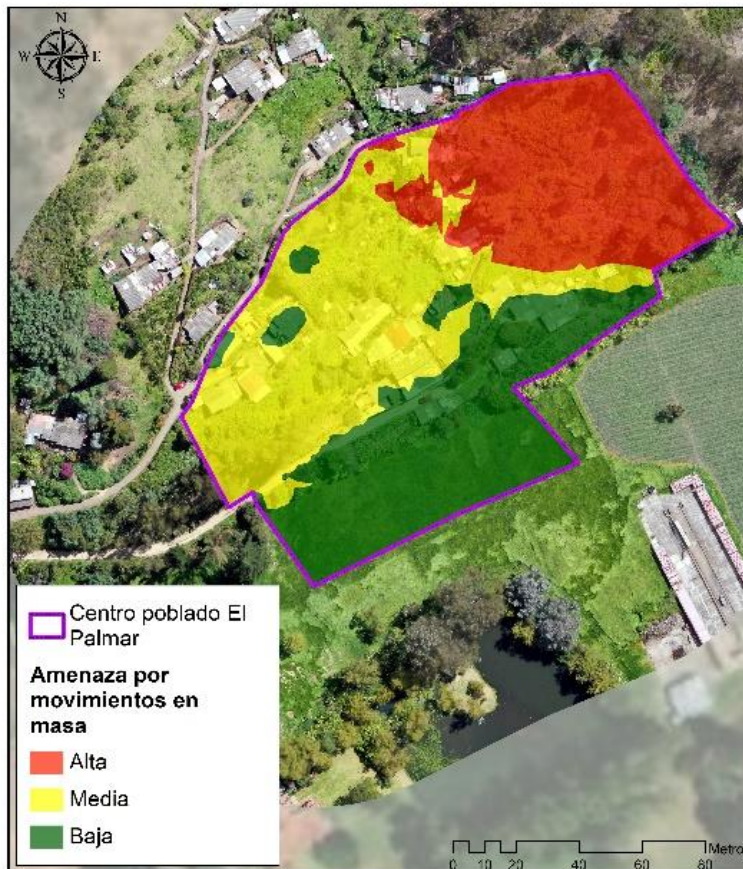 N
W E
S
Centro poblado El
Palmar
Amenaza por
movimientos en
masa
Alta
Media
Baja
Metro
0 10 20 40 60 80